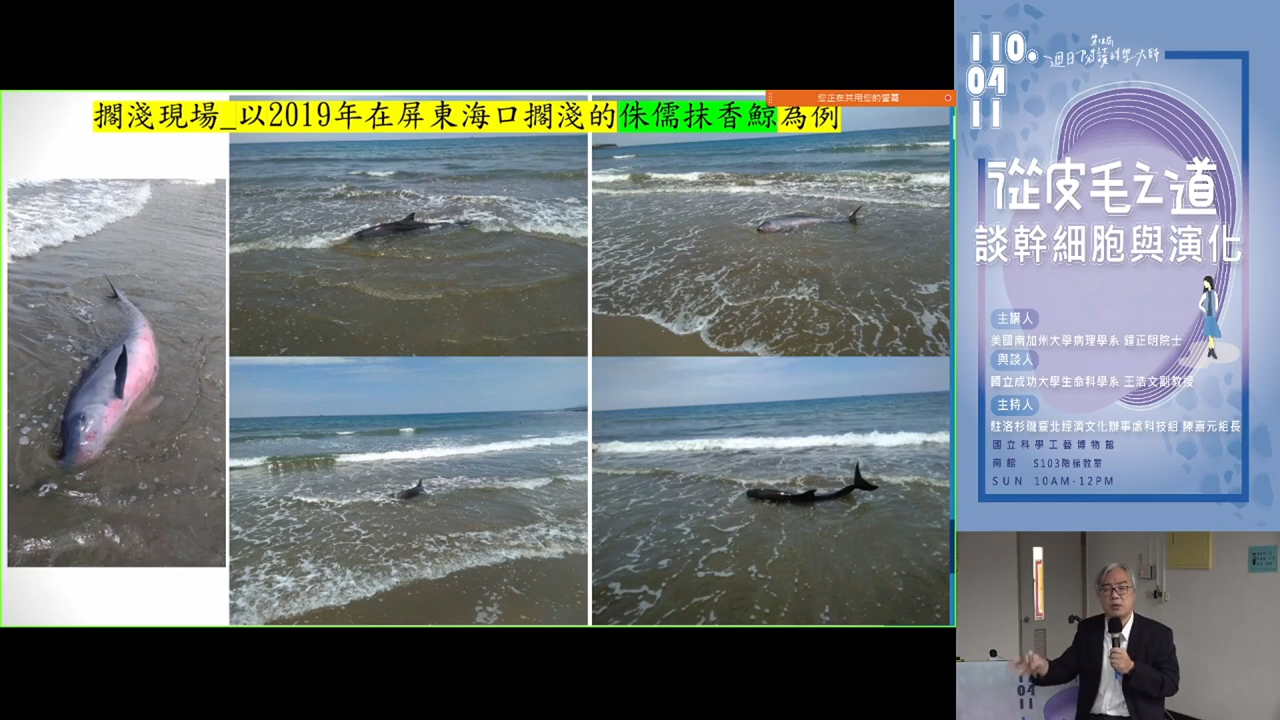 擱淺現場_以2019年在屏東海口擱淺的侏儒抹香鯨為例
您正在共用您的螢幕
110.
04
11
週日閱讀科學大師
從皮毛之道
談幹細胞與演化
主講人
美國南加州大學病理學系 鍾正明院士
與談人
國立成功大學生命科學系 王浩文副教授
主持人
駐洛杉磯臺北經濟文化辦事處科技組 陳嘉元組長
國立科學工藝博物館
南館 S103階梯教室
SUN 10AM-12PM
04
11